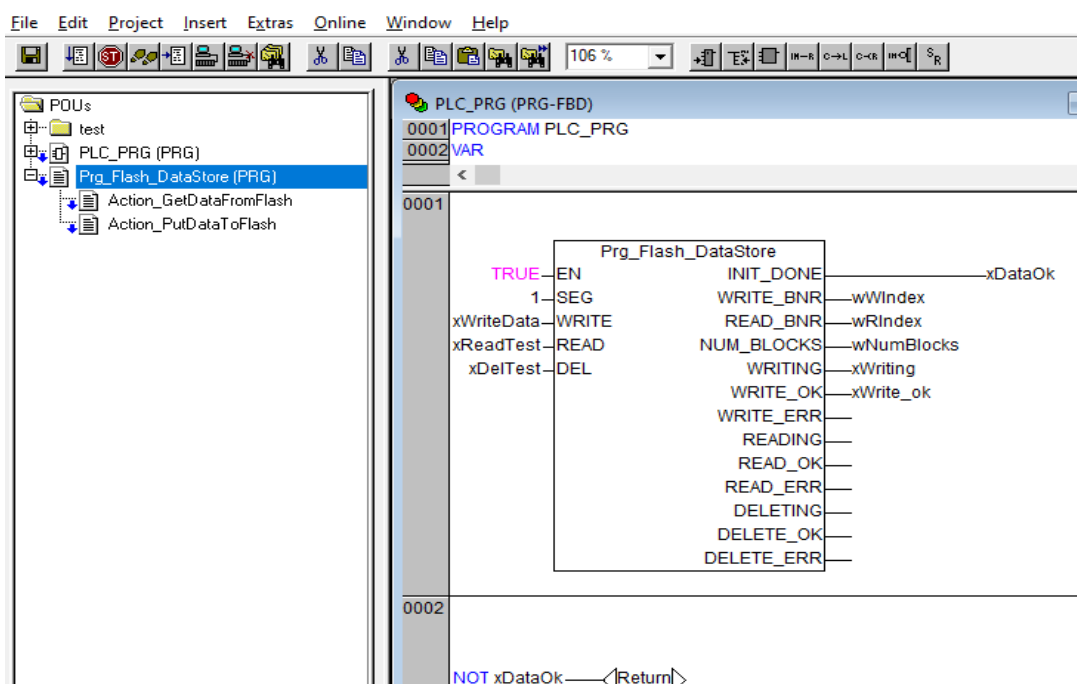 File Edit Project Insert Extras Online Window Help
106 %
IN-R C→L C-<R IN<[ S R
POUs
test
PLC_PRG (PRG)
Prg_Flash_DataStore (PRG)
Action_GetDataFromFlash
Action_PutDataToFlash
PLC_PRG (PRG-FBD)
0001 PROGRAM PLC_PRG
0002 VAR
0001
Prg_Flash_DataStore
TRUE EN INIT_DONE xDataOk
1 SEG WRITE_BNR wWIndex
xWriteData WRITE READ_BNR wRIndex
xReadTest READ NUM_BLOCKS wNumBlocks
xDelTest DEL WRITING xWriting
WRITE_OK xWrite_ok
WRITE_ERR
READING
READ_OK
READ_ERR
DELETING
DELETE_OK
DELETE_ERR
0002
NOT xDataOk Return